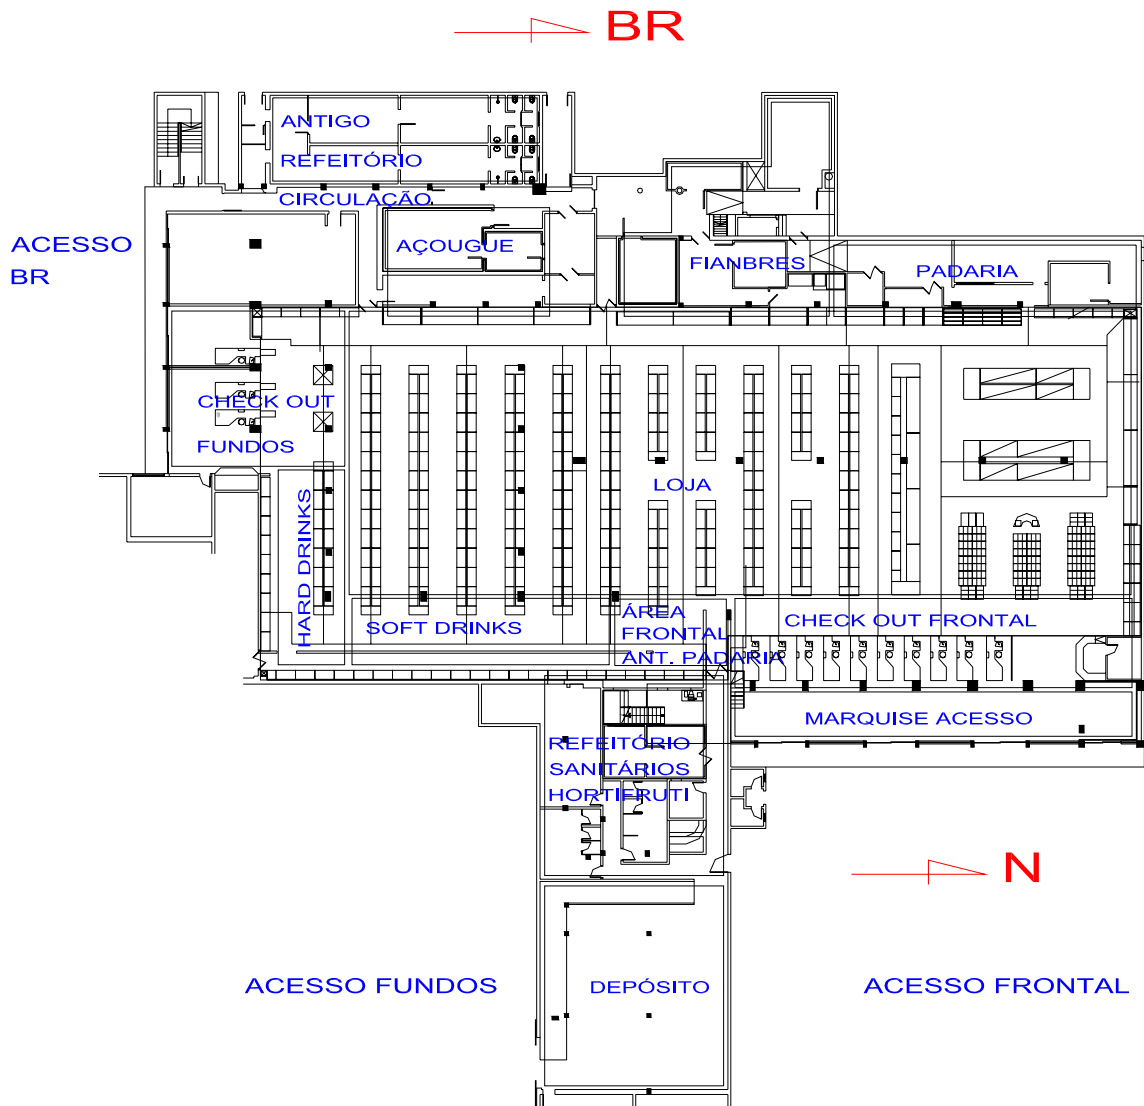 BR
ANTIGO
REFEITÓRIO
CIRCULAÇÃO
ACESSO
BR
AÇOUGUE
FIANBRES
PADARIA
CHECK OUT
FUNDOS
LOJA
HARD DRINKS
SOFT DRINKS
ÁREA
FRONTAL
ANT. PADARIA
CHECK OUT FRONTAL
MARQUISE ACESSO
REFEITÓRIO
SANITÁRIOS
HORTIFRUTI
N
ACESSO FUNDOS
DEPÓSITO
ACESSO FRONTAL